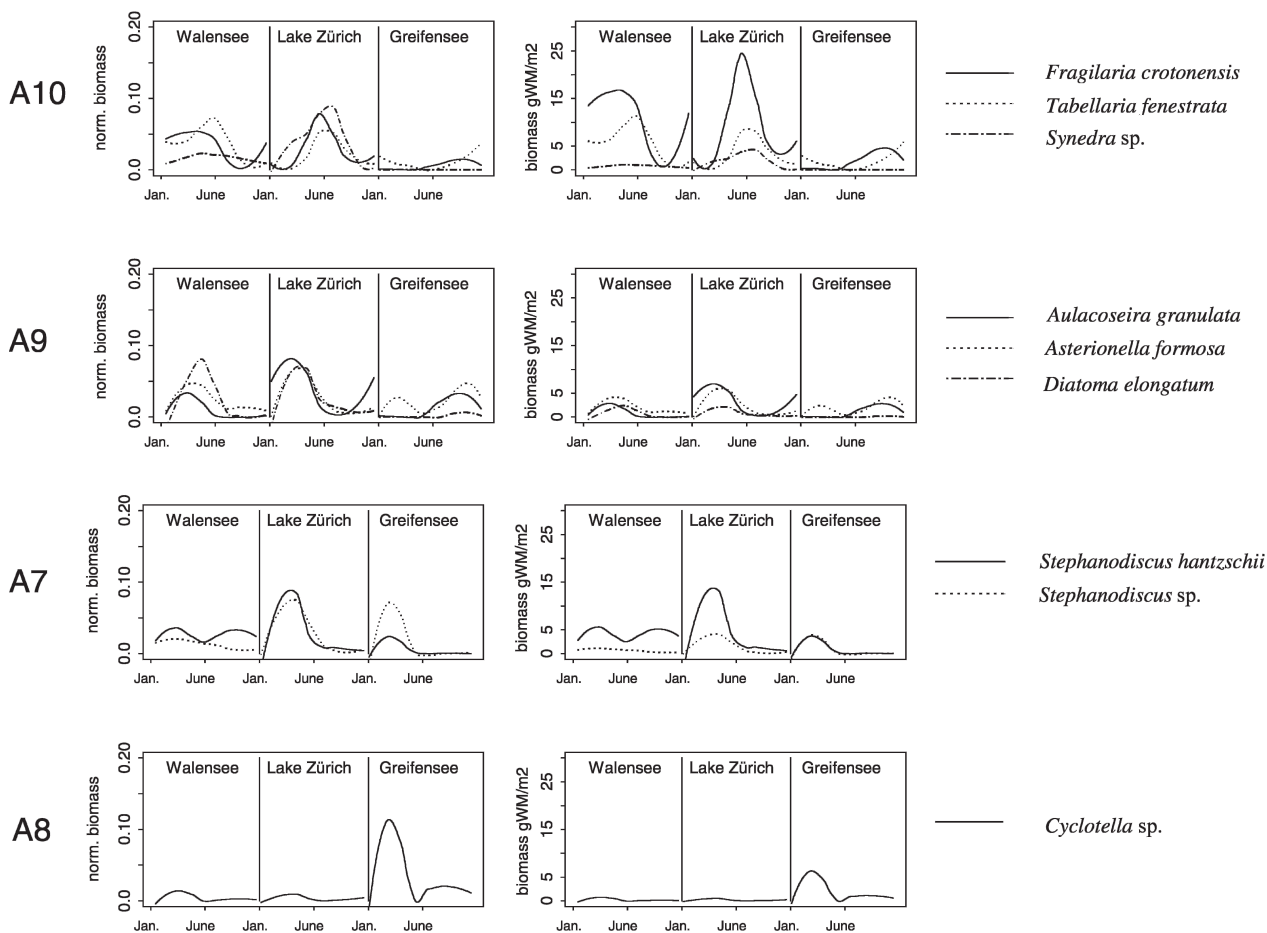 A10
norm. biomass
0.20
0.10
0.0
Walensee
Lake Zürich
Greifensee
Jan.
June
Jan.
June
Jan.
June
biomass gWM/m2
25
15
5
0
Walensee
Lake Zürich
Greifensee
Jan.
June
Jan.
June
Jan.
June
Fragilaria crotonensis
Tabellaria fenestrata
Synedra sp.
A9
norm. biomass
0.20
0.10
0.0
Walensee
Lake Zürich
Greifensee
Jan.
June
Jan.
June
Jan.
June
biomass gWM/m2
25
15
5
0
Walensee
Lake Zürich
Greifensee
Jan.
June
Jan.
June
Jan.
June
Aulacoseira granulata
Asterionella formosa
Diatoma elongatum
A7
norm. biomass
0.20
0.10
0.0
Walensee
Lake Zürich
Greifensee
Jan.
June
Jan.
June
Jan.
June
biomass gWM/m2
25
15
5
0
Walensee
Lake Zürich
Greifensee
Jan.
June
Jan.
June
Jan.
June
Stephanodiscus hantzschii
Stephanodiscus sp.
A8
norm. biomass
0.20
0.10
0.0
Walensee
Lake Zürich
Greifensee
Jan.
June
Jan.
June
Jan.
June
biomass gWM/m2
25
15
5
0
Walensee
Lake Zürich
Greifensee
Jan.
June
Jan.
June
Jan.
June
Cyclotella sp.